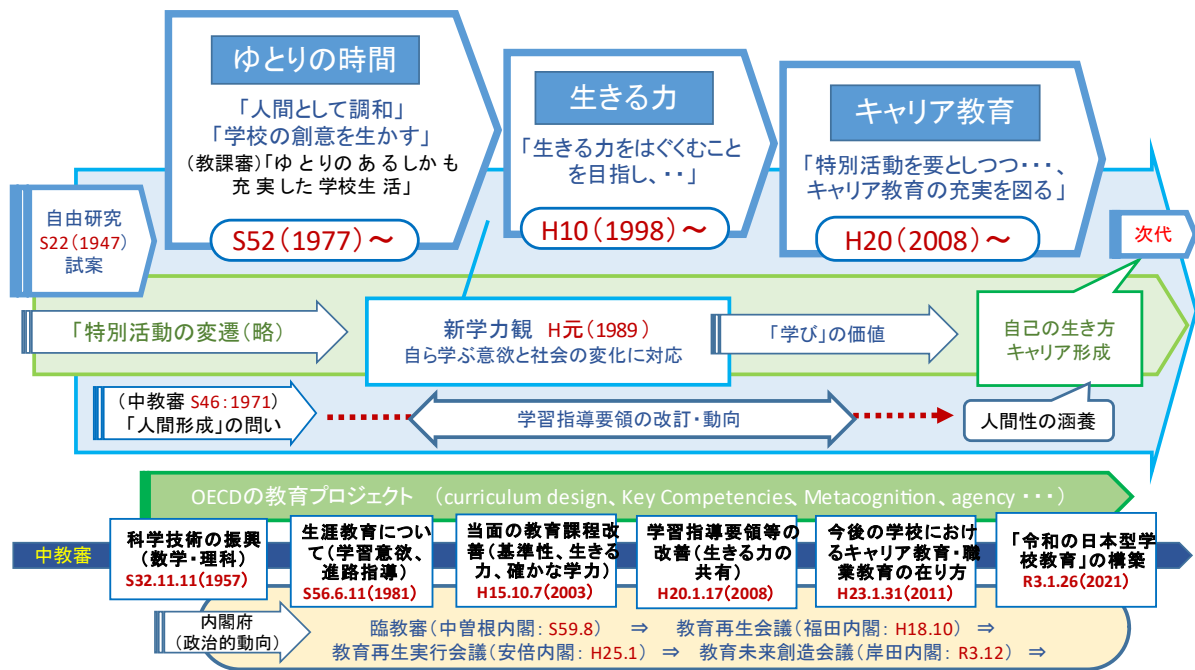 ゆとりの時間
「人間として調和」
「学校の創意を生かす」
(教課審)「ゆとりのあるしかも
充実した学校生活」
S52(1977)～
生きる力
「生きる力をはぐくむこと
を目指し、・・」
H10(1998)～
キャリア教育
「特別活動を要としつつ・・・、
キャリア教育の充実を図る」
H20(2008)～
自由研究
S22(1947)
試案
次代
「特別活動の変遷(略)
新学力観 H元(1989)
自ら学ぶ意欲と社会の変化に対応
「学び」の価値
自己の生き方
キャリア形成
(中教審 S46:1971)
「人間形成」の問い
学習指導要領の改訂・動向
人間性の涵養
OECDの教育プロジェクト (curriculum design、Key Competencies、Metacognition、agency ・・・)
中教審
科学技術の振興
(数学・理科)
S32.11.11(1957)
生涯教育につい
て(学習意欲、
進路指導)
S56.6.11(1981)
当面の教育課程改
善(基準性、生きる
力、確かな学力)
H15.10.7(2003)
学習指導要領等の
改善(生きる力の
共有)
H20.1.17(2008)
今後の学校におけ
るキャリア教育・職
業教育の在り方
H23.1.31(2011)
「令和の日本型学
校教育」の構築
R3.1.26(2021)
内閣府
(政治的動向)
臨教審(中曽根内閣: S59.8) ⇒ 教育再生会議(福田内閣: H18.10) ⇒
教育再生実行会議(安倍内閣: H25.1) ⇒ 教育未来創造会議(岸田内閣: R3.12) ⇒